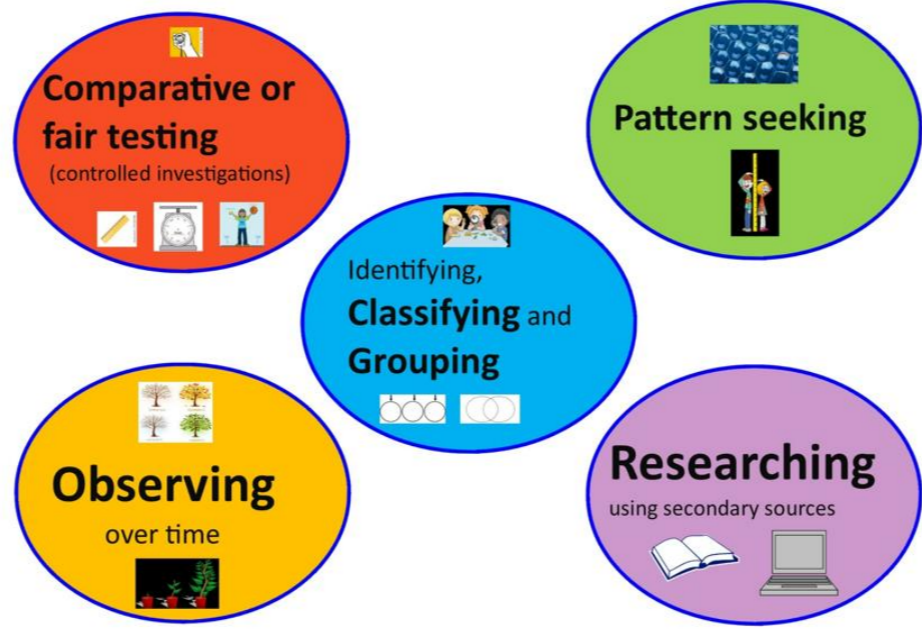 Comparative or
fair testing
(controlled investigations)
Pattern seeking
Identifying,
Classifying and
Grouping
Observing
over time
Researching
using secondary sources